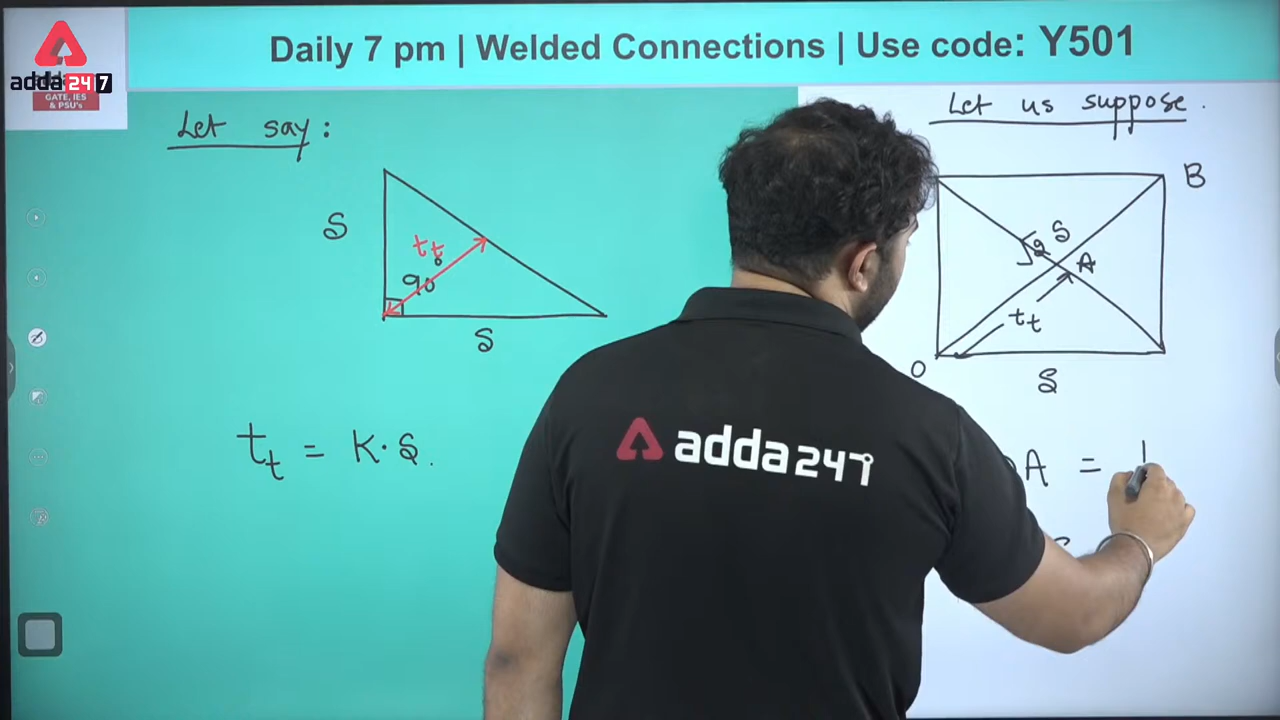 Daily 7 pm | Welded Connections | Use code: Y501
adda247
GATE, IES
& PSU's
Let say:
S
t_t
90°
S
t_t = K·S.
Let us suppose.
B
√2 S
A
t_t
O
S
A =
adda247